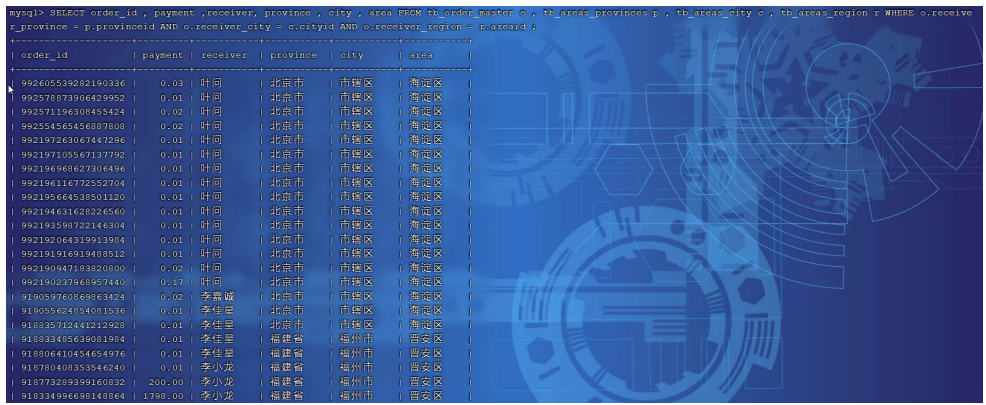 mysql> SELECT order_id , payment ,receiver, province , city , area FROM tb_order_master o , tb_areas_provinces p , tb_areas_city c , tb_areas_region r WHERE o.receive
r_province = p.provinceid AND o.receiver_city = c.cityid AND o.receiver_region = r.areaid ;
+--------------------+---------+-----------+-----------+-----------+-----------+
| order_id | payment | receiver | province | city | area |
+--------------------+---------+-----------+-----------+-----------+-----------+
| 992605539282190336 | 0.03 | 叶问 | 北京市 | 市辖区 | 海淀区 |
| 992578873906429952 | 0.01 | 叶问 | 北京市 | 市辖区 | 海淀区 |
| 992571196308455424 | 0.02 | 叶问 | 北京市 | 市辖区 | 海淀区 |
| 992554565456887808 | 0.02 | 叶问 | 北京市 | 市辖区 | 海淀区 |
| 992197263067447296 | 0.01 | 叶问 | 北京市 | 市辖区 | 海淀区 |
| 992197105567137792 | 0.01 | 叶问 | 北京市 | 市辖区 | 海淀区 |
| 992196968627306496 | 0.01 | 叶问 | 北京市 | 市辖区 | 海淀区 |
| 992196116772552704 | 0.01 | 叶问 | 北京市 | 市辖区 | 海淀区 |
| 992195664538501120 | 0.01 | 叶问 | 北京市 | 市辖区 | 海淀区 |
| 992194631628226560 | 0.01 | 叶问 | 北京市 | 市辖区 | 海淀区 |
| 992193598722146304 | 0.01 | 叶问 | 北京市 | 市辖区 | 海淀区 |
| 992192064319913984 | 0.01 | 叶问 | 北京市 | 市辖区 | 海淀区 |
| 992191916919488512 | 0.01 | 叶问 | 北京市 | 市辖区 | 海淀区 |
| 992190947183820800 | 0.02 | 叶问 | 北京市 | 市辖区 | 海淀区 |
| 992190237968957440 | 0.17 | 叶问 | 北京市 | 市辖区 | 海淀区 |
| 919059760869863424 | 0.02 | 李嘉诚 | 北京市 | 市辖区 | 海淀区 |
| 919055624854081536 | 0.01 | 李佳星 | 北京市 | 市辖区 | 海淀区 |
| 918835712441212928 | 0.01 | 李佳星 | 北京市 | 市辖区 | 海淀区 |
| 918833485639081984 | 0.01 | 李佳星 | 福建省 | 福州市 | 晋安区 |
| 918806410454654976 | 0.01 | 李佳星 | 福建省 | 福州市 | 晋安区 |
| 918780408353546240 | 0.01 | 李小龙 | 福建省 | 福州市 | 晋安区 |
| 918773289399160832 | 200.00 | 李小龙 | 福建省 | 福州市 | 晋安区 |
| 918334996698148864 | 1798.00 | 李小龙 | 福建省 | 福州市 | 晋安区 |